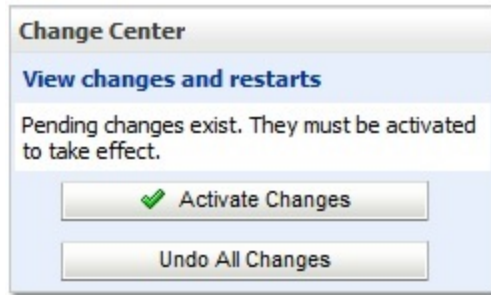 Change Center
View changes and restarts
Pending changes exist. They must be activated
to take effect.
Activate Changes
Undo All Changes